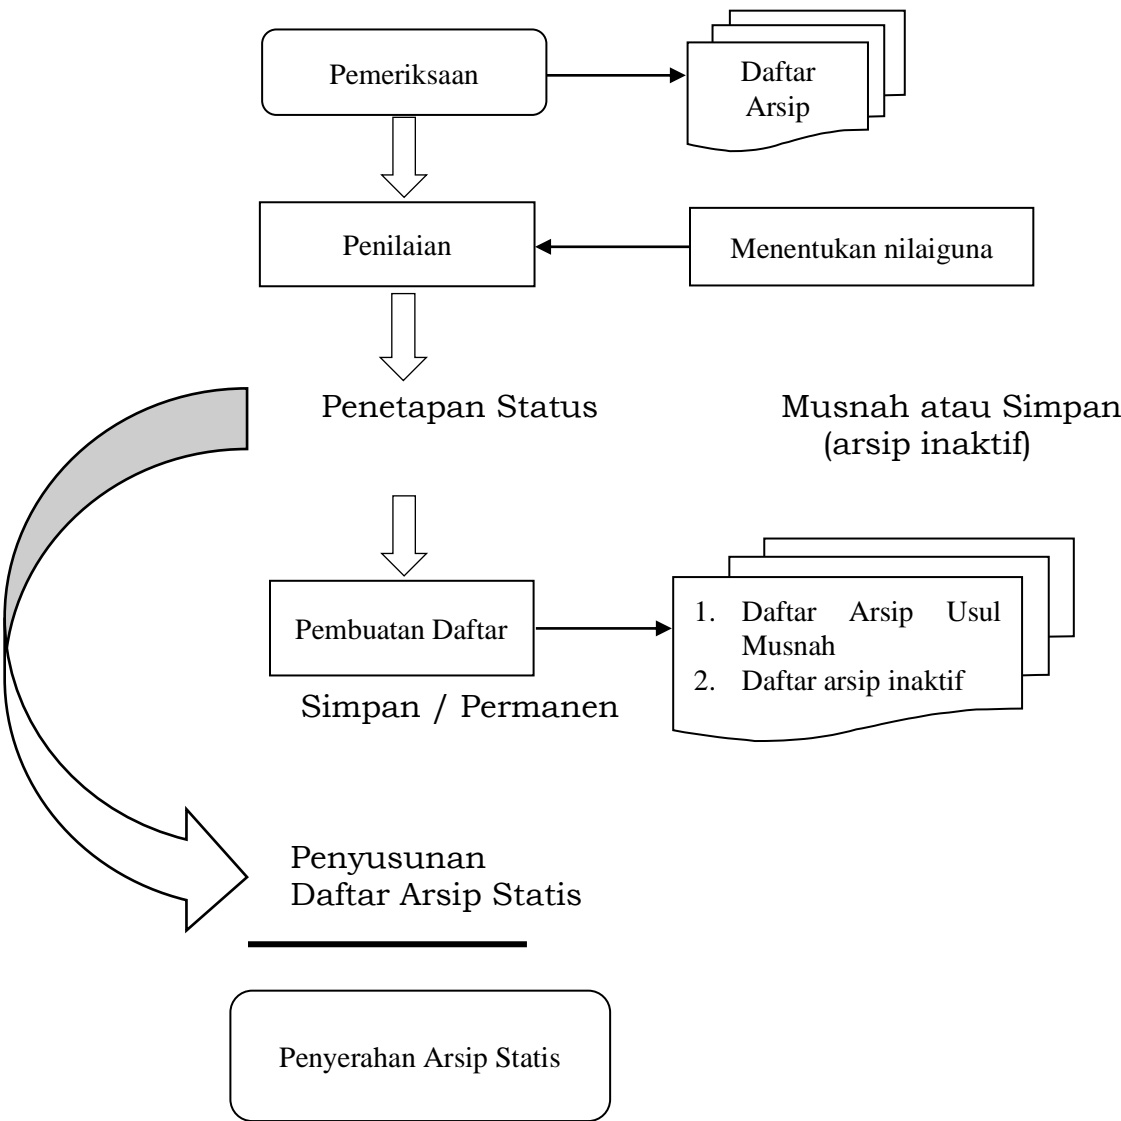 Pemeriksaan
Daftar
Arsip
Penilaian
Menentukan nilaiguna
Penetapan Status
Musnah atau Simpan
(arsip inaktif)
Pembuatan Daftar
1. Daftar Arsip Usul
Musnah
2. Daftar arsip inaktif
Simpan / Permanen
Penyusunan
Daftar Arsip Statis
Penyerahan Arsip Statis